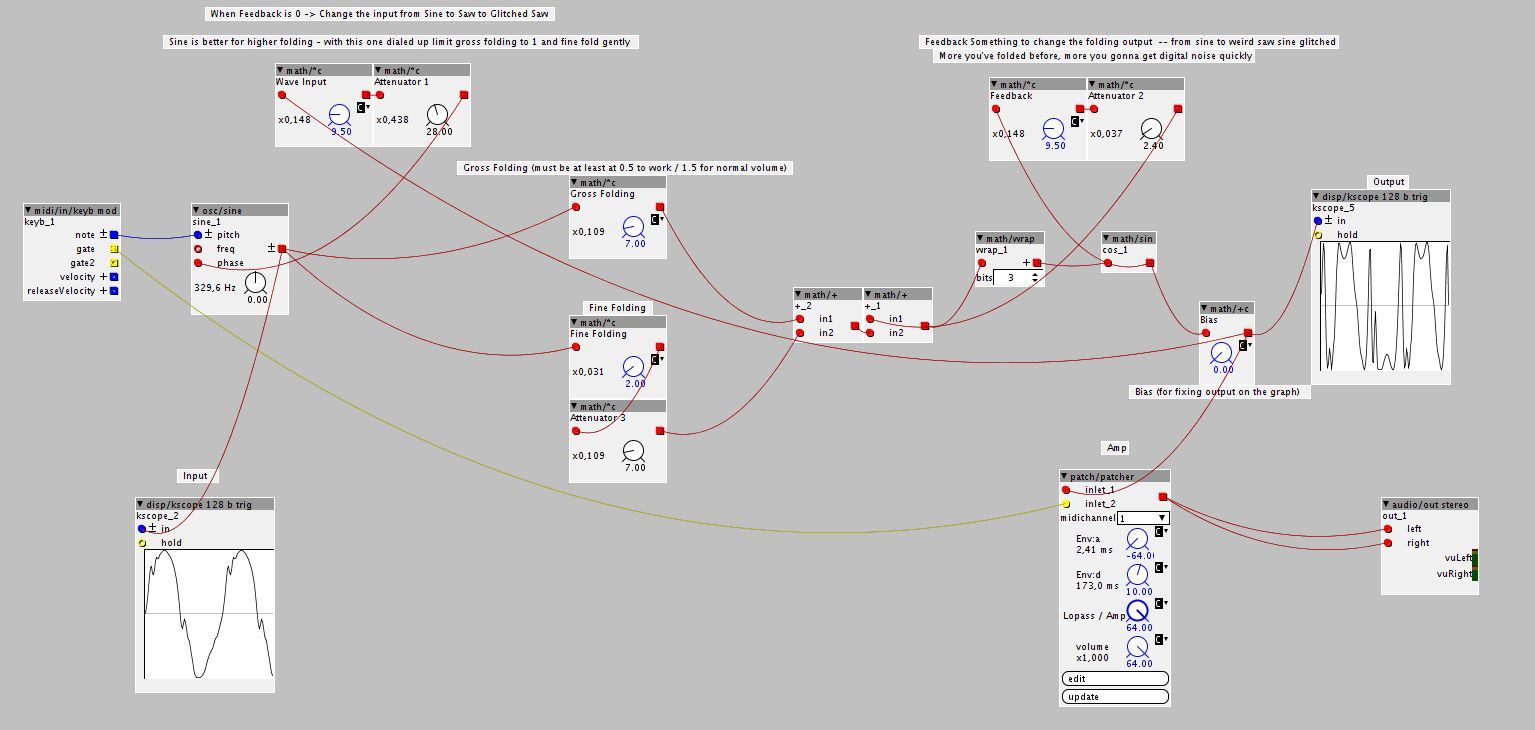 When Feedback is 0 -> Change the input from Sine to Saw to Glitched Saw
Sine is better for higher folding - with this one dialed up limit gross folding to 1 and fine fold gently
Feedback Something to change the folding output -- from sine to weird saw sine glitched
More you've folded before, more you gonna get digital noise quickly
math/*c
Wave Input
x0,148
C
9.50
math/*c
Attenuator 1
x0,438
28.00
math/*c
Feedback
x0,148
C
9.50
math/*c
Attenuator 2
x0,037
2.40
Gross Folding (must be at least at 0.5 to work / 1.5 for normal volume)
math/*c
Gross Folding
C
x0,109
7.00
Output
disp/kscope 128 b trig
kscope_5
± in
hold
midi/in/keyb mod
keyb_1
note ±
gate
gate2
velocity +
releaseVelocity +
osc/sine
sine_1
± pitch
freq ±
phase
329,6 Hz
0.00
math/wrap
wrap_1
+
bits 3
math/sin
cos_1
math/+
+_2
in1
in2
math/+
+_1
in1
in2
math/+c
Bias
C
0.00
Bias (for fixing output on the graph)
Fine Folding
math/*c
Fine Folding
C
x0,031
2.00
math/*c
Attenuator 3
x0,109
7.00
Input
disp/kscope 128 b trig
kscope_2
± in
hold
Amp
patch/patcher
inlet_1
inlet_2
midichannel 1
C
Env:a
2,41 ms
-64.0
C
Env:d
173,0 ms
10.00
C
Lopass / Amp
64.00
C
volume
x1,000
64.00
edit
update
audio/out stereo
out_1
left
right
vuLeft
vuRight